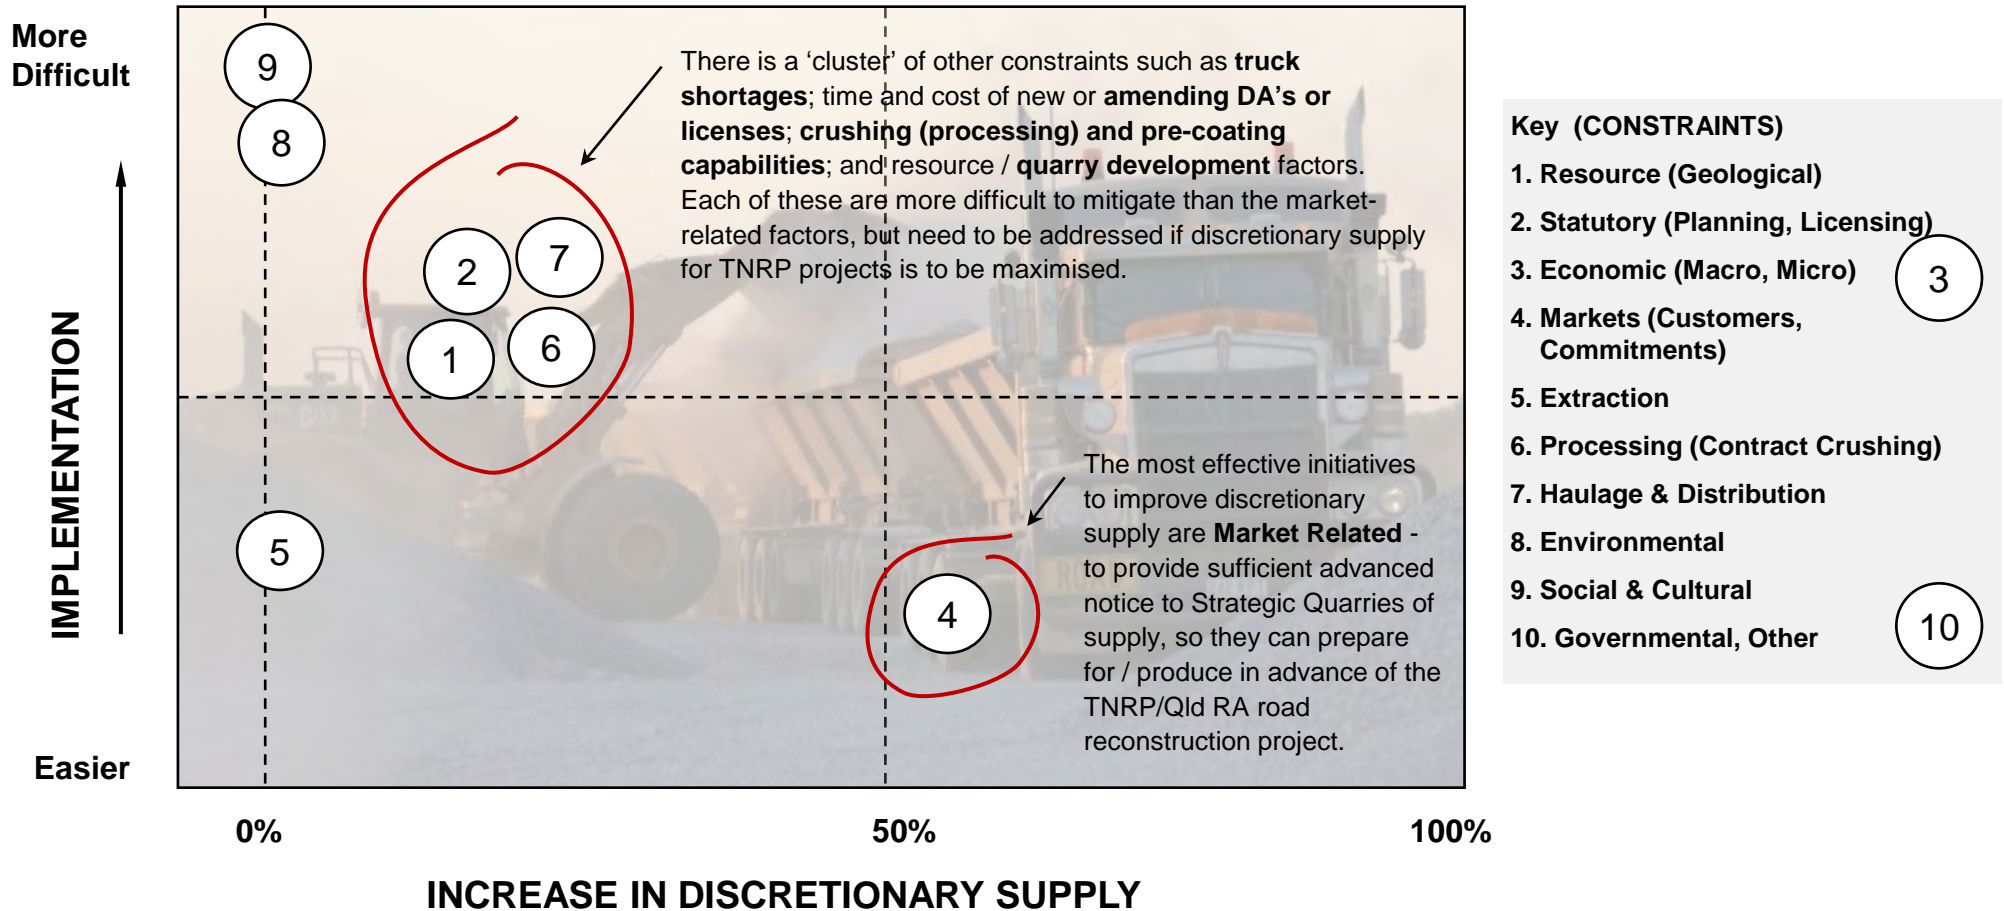 More
Difficult
IMPLEMENTATION
Easier
9
8
2
7
1
6
5
4
There is a ‘cluster’ of other constraints such as truck
shortages; time and cost of new or amending DA’s or
licenses; crushing (processing) and pre-coating
capabilities; and resource / quarry development factors.
Each of these are more difficult to mitigate than the market-
related factors, but need to be addressed if discretionary supply
for TNRP projects is to be maximised.
The most effective initiatives
to improve discretionary
supply are Market Related -
to provide sufficient advanced
notice to Strategic Quarries of
supply, so they can prepare
for / produce in advance of the
TNRP/Qld RA road
reconstruction project.
0%
50%
100%
INCREASE IN DISCRETIONARY SUPPLY
Key (CONSTRAINTS)
1. Resource (Geological)
2. Statutory (Planning, Licensing)
3. Economic (Macro, Micro)
3
4. Markets (Customers,
Commitments)
5. Extraction
6. Processing (Contract Crushing)
7. Haulage & Distribution
8. Environmental
9. Social & Cultural
10. Governmental, Other
10